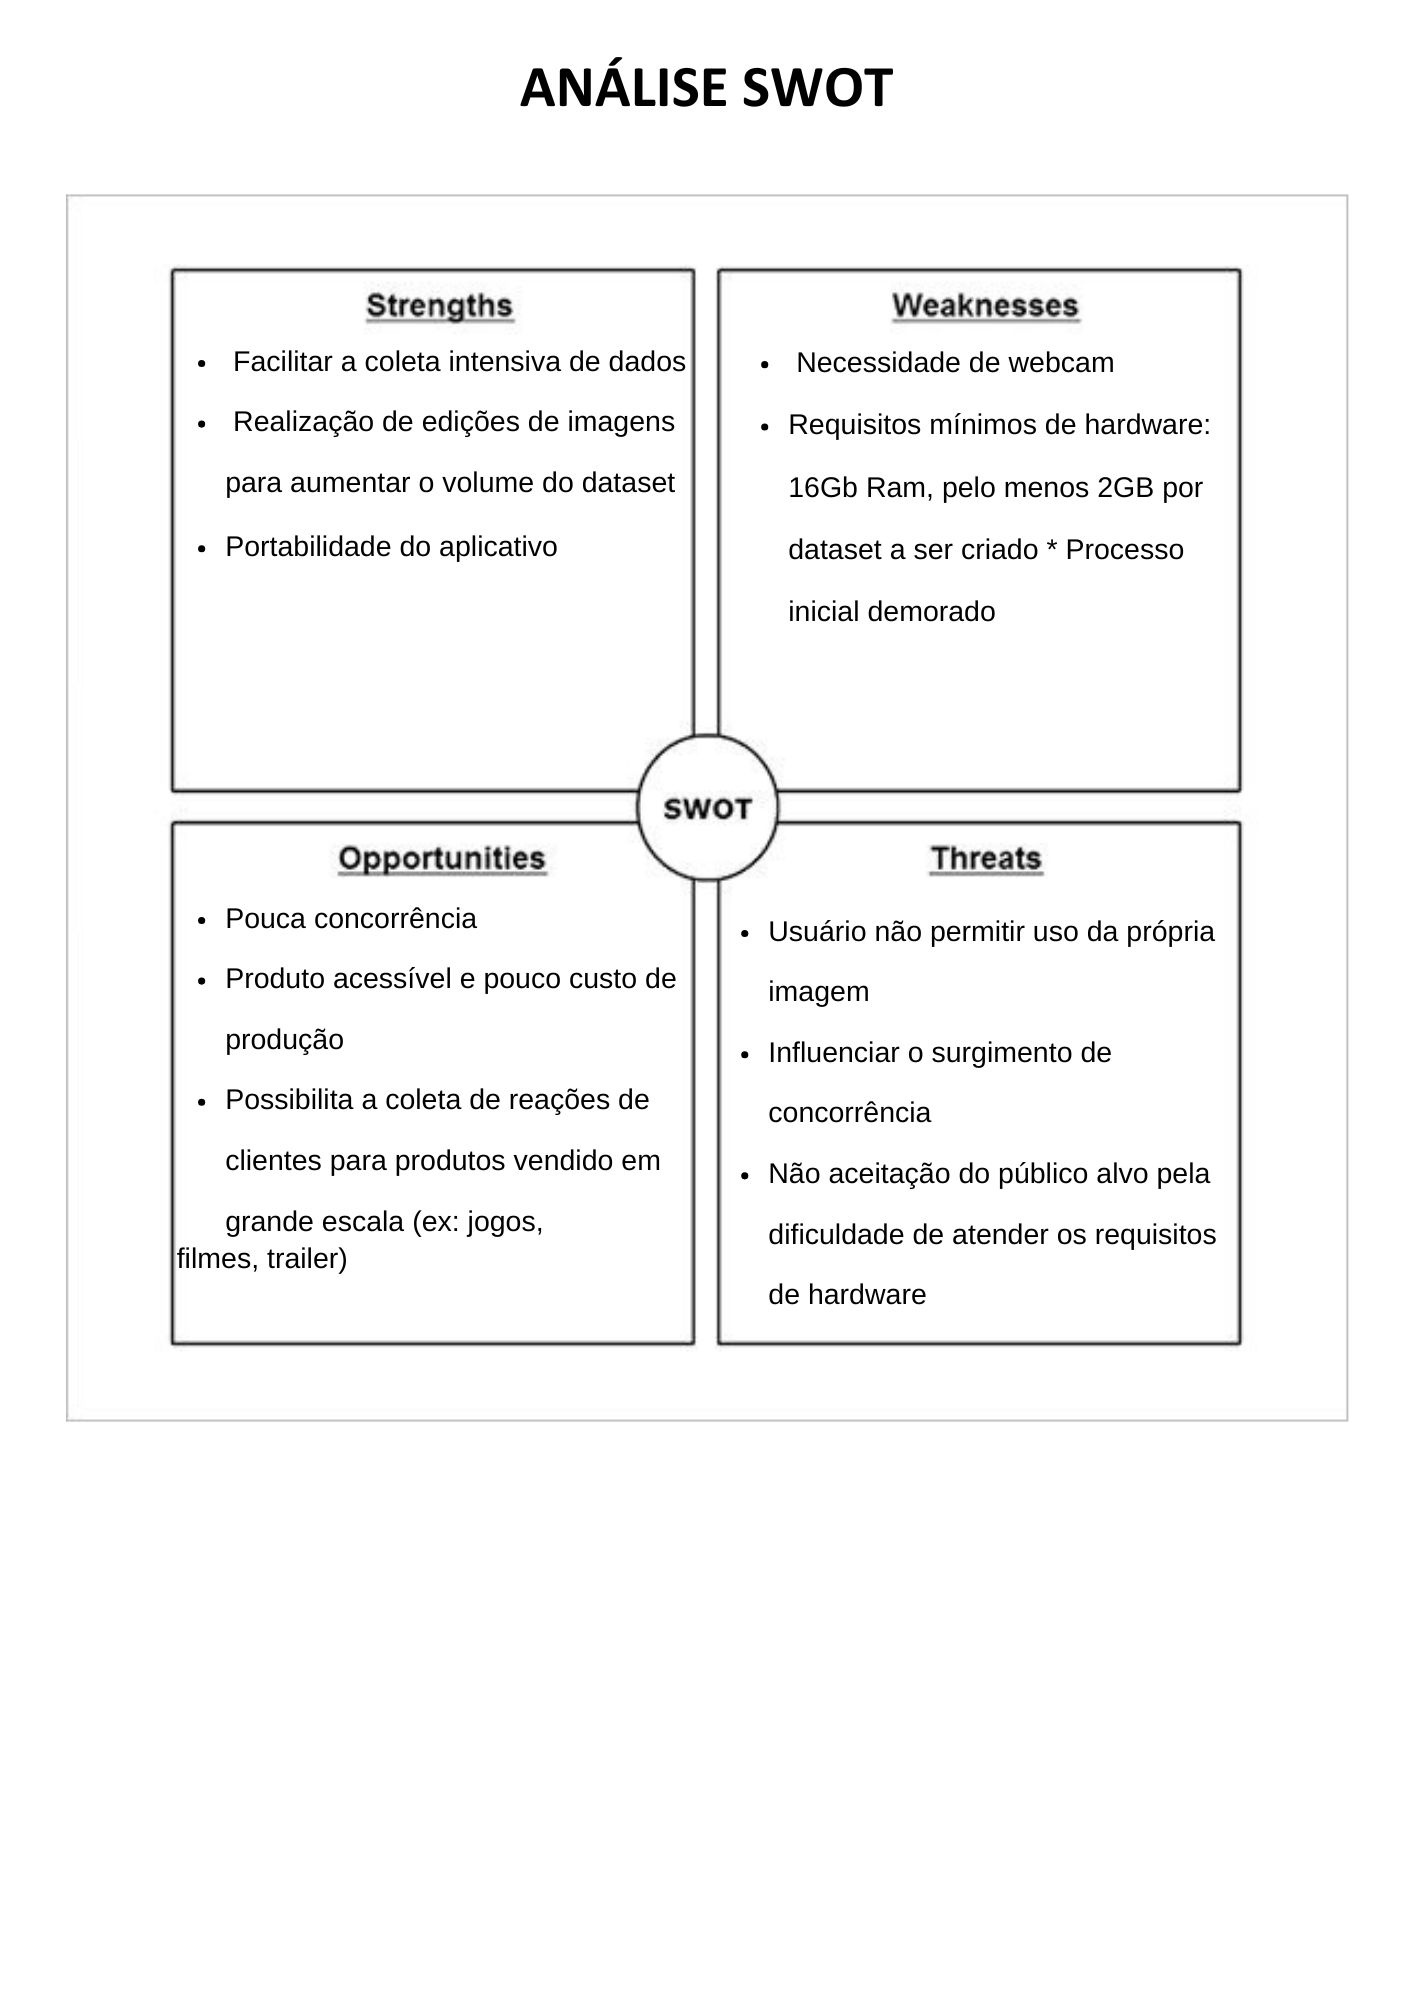 ANÁLISE SWOT
Strengths
• Facilitar a coleta intensiva de dados
• Realização de edições de imagens
para aumentar o volume do dataset
• Portabilidade do aplicativo
Weaknesses
• Necessidade de webcam
• Requisitos mínimos de hardware:
16Gb Ram, pelo menos 2GB por
dataset a ser criado * Processo
inicial demorado
SWOT
Opportunities
• Pouca concorrência
• Produto acessível e pouco custo de
produção
• Possibilita a coleta de reações de
clientes para produtos vendido em
grande escala (ex: jogos,
filmes, trailer)
Threats
• Usuário não permitir uso da própria
imagem
• Influenciar o surgimento de
concorrência
• Não aceitação do público alvo pela
dificuldade de atender os requisitos
de hardware